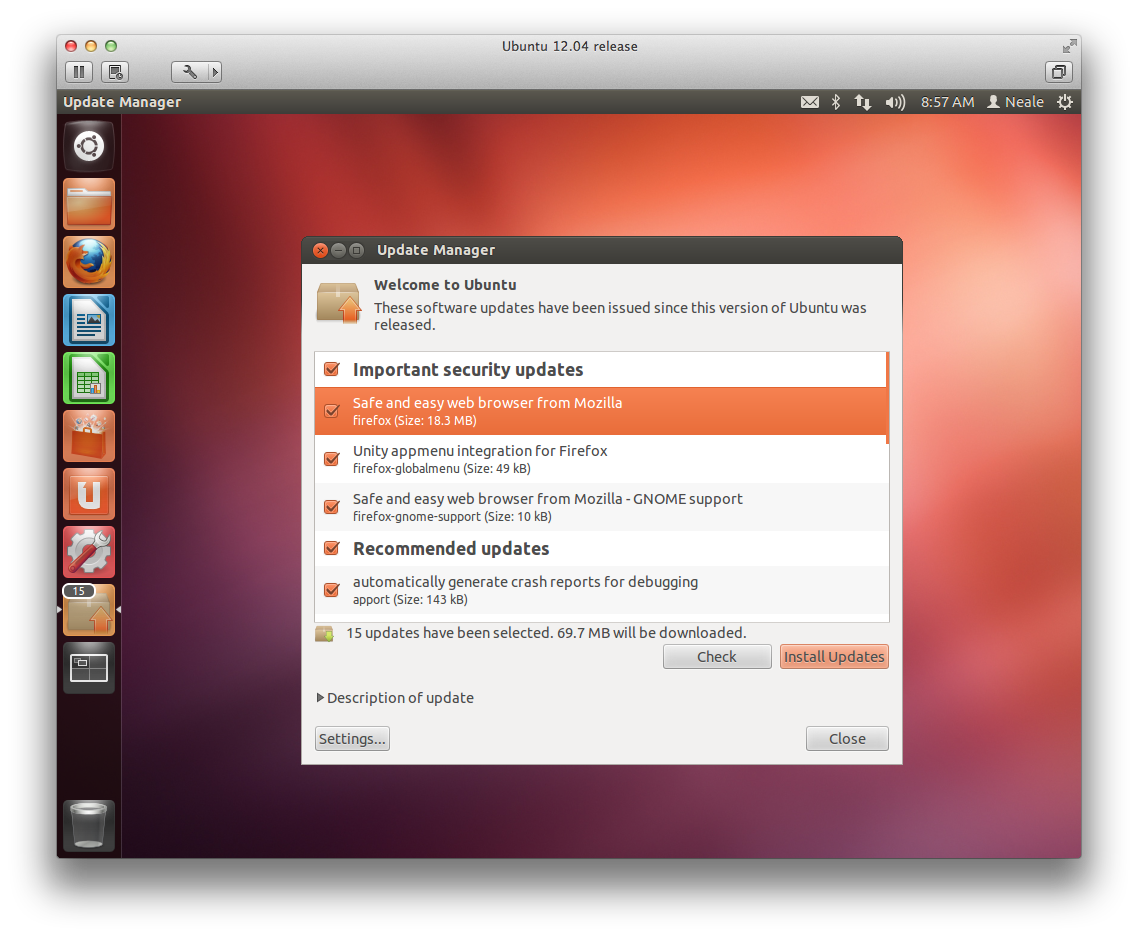 Ubuntu 12.04 release
Update Manager
8:57 AM
Neale
Update Manager
Welcome to Ubuntu
These software updates have been issued since this version of Ubuntu was
released.
Important security updates
Safe and easy web browser from Mozilla
firefox (Size: 18.3 MB)
Unity appmenu integration for Firefox
firefox-globalmenu (Size: 49 kB)
Safe and easy web browser from Mozilla - GNOME support
firefox-gnome-support (Size: 10 kB)
Recommended updates
automatically generate crash reports for debugging
apport (Size: 143 kB)
15 updates have been selected. 69.7 MB will be downloaded.
Check
Install Updates
Description of update
Settings...
Close
U
15